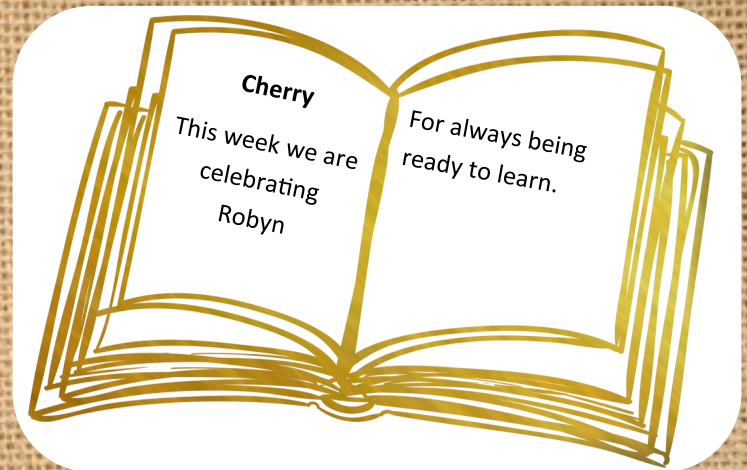 Cherry
This week we are
celebrating
Robyn
For always being
ready to learn.